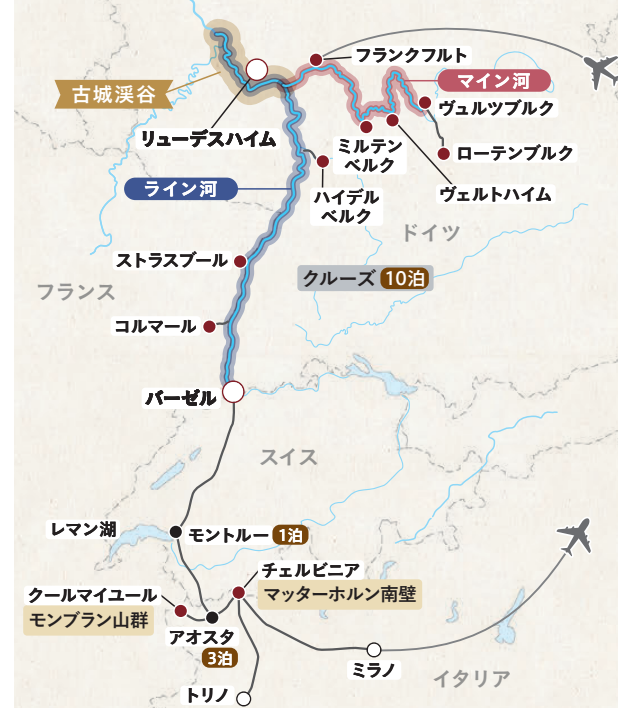 フランクフルト
マイン河
古城渓谷
ヴュルツブルク
リューデスハイム
ミルテン
ベルク
ローテンブルク
ライン河
ハイデル
ベルク
ヴェルトハイム
ドイツ
ストラスブール
クルーズ 10泊
フランス
コルマール
バーゼル
スイス
レマン湖
モントルー 1泊
チェルビニア
クールマイユール
マッターホルン南壁
モンブラン山群
アオスタ
3泊
ミラノ
イタリア
トリノ